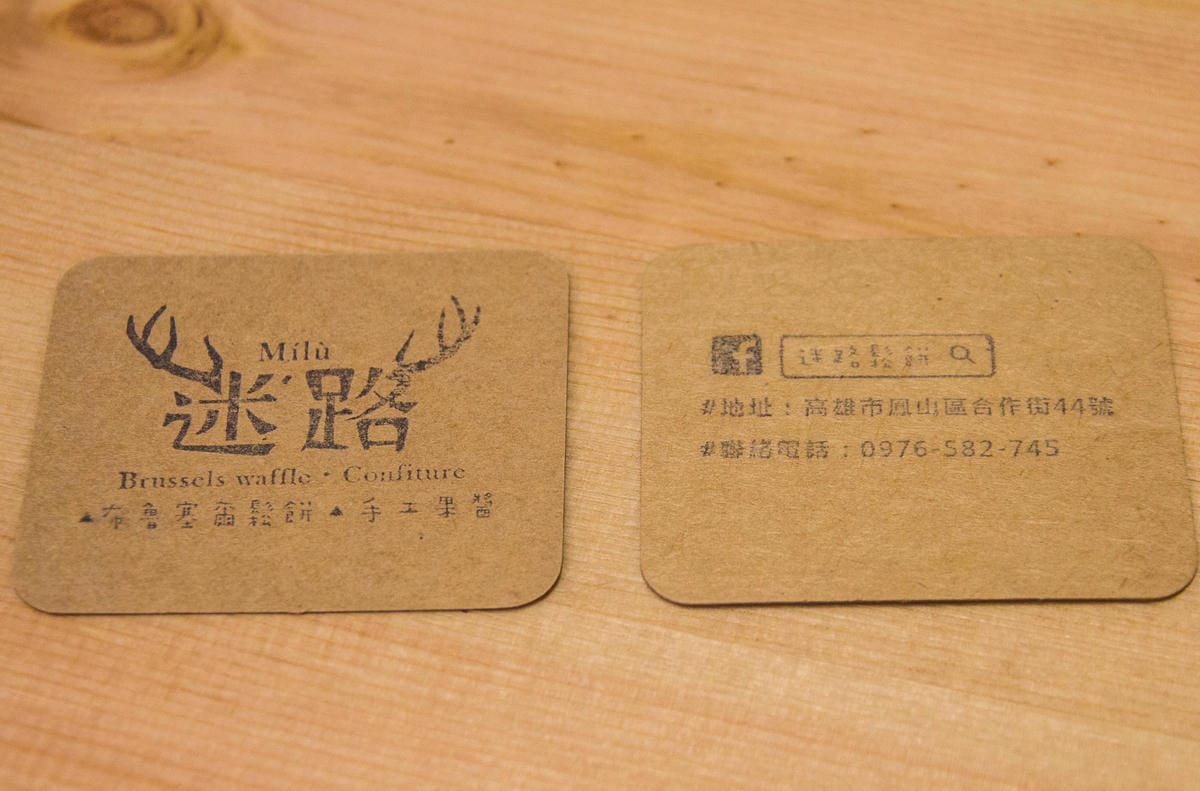 Mílù
迷路
Brussels waffle · Confiture
▲布魯塞爾鬆餅▲手工果醬
f 迷路鬆餅
#地址：高雄市鳳山區合作街44號
#聯絡電話：0976-582-745